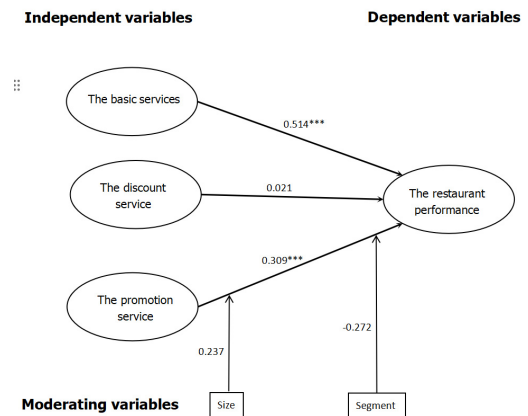 Independent variables
Dependent variables
The basic services
0.514***
The discount
service
0.021
The restaurant
performance
The promotion
service
0.309***
0.237
-0.272
Moderating variables
Size
Segment